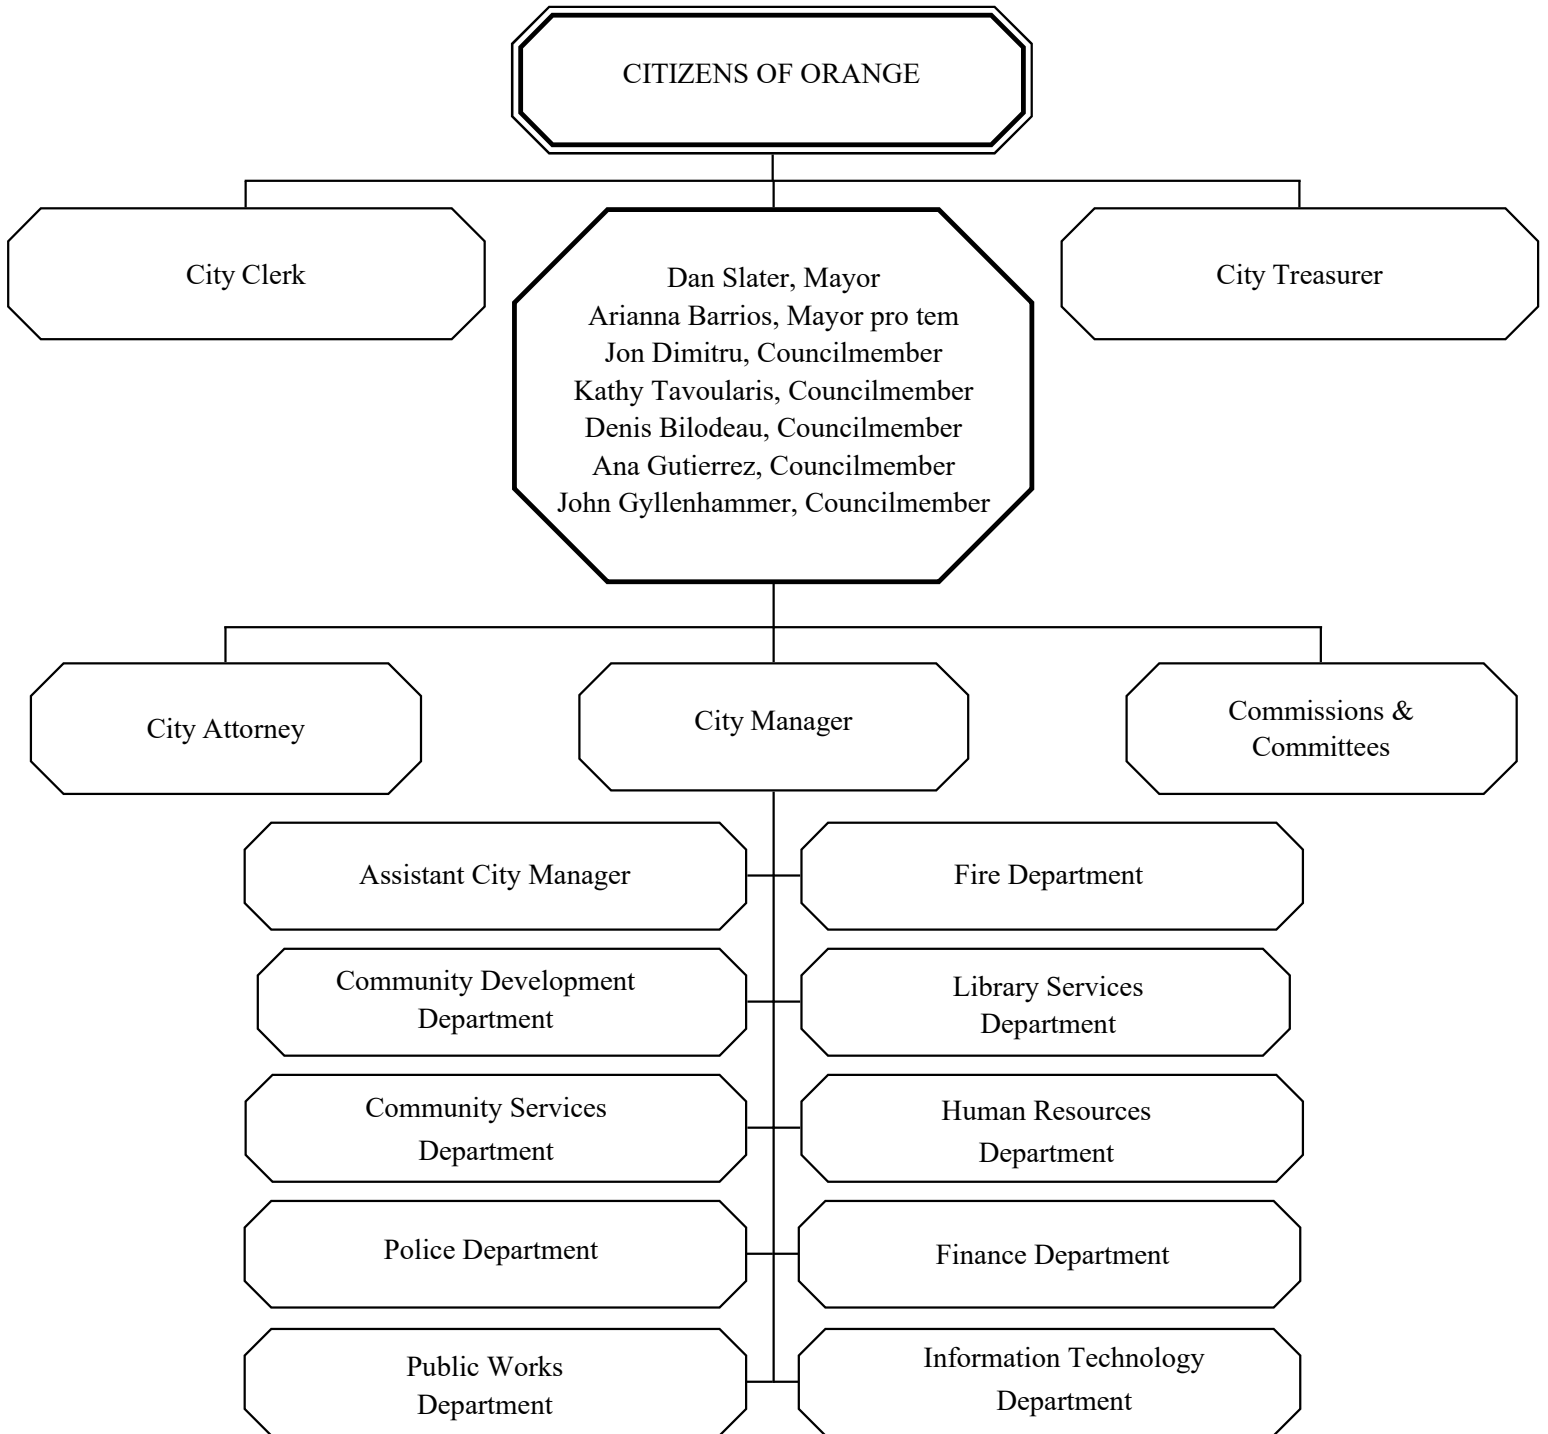 CITIZENS OF ORANGE
City Clerk
Dan Slater, Mayor
Arianna Barrios, Mayor pro tem
Jon Dimitru, Councilmember
Kathy Tavoularis, Councilmember
Denis Bilodeau, Councilmember
Ana Gutierrez, Councilmember
John Gyllenhammer, Councilmember
City Treasurer
City Attorney
City Manager
Commissions &
Committees
Assistant City Manager
Fire Department
Community Development
Department
Library Services
Department
Community Services
Department
Human Resources
Department
Police Department
Finance Department
Public Works
Department
Information Technology
Department